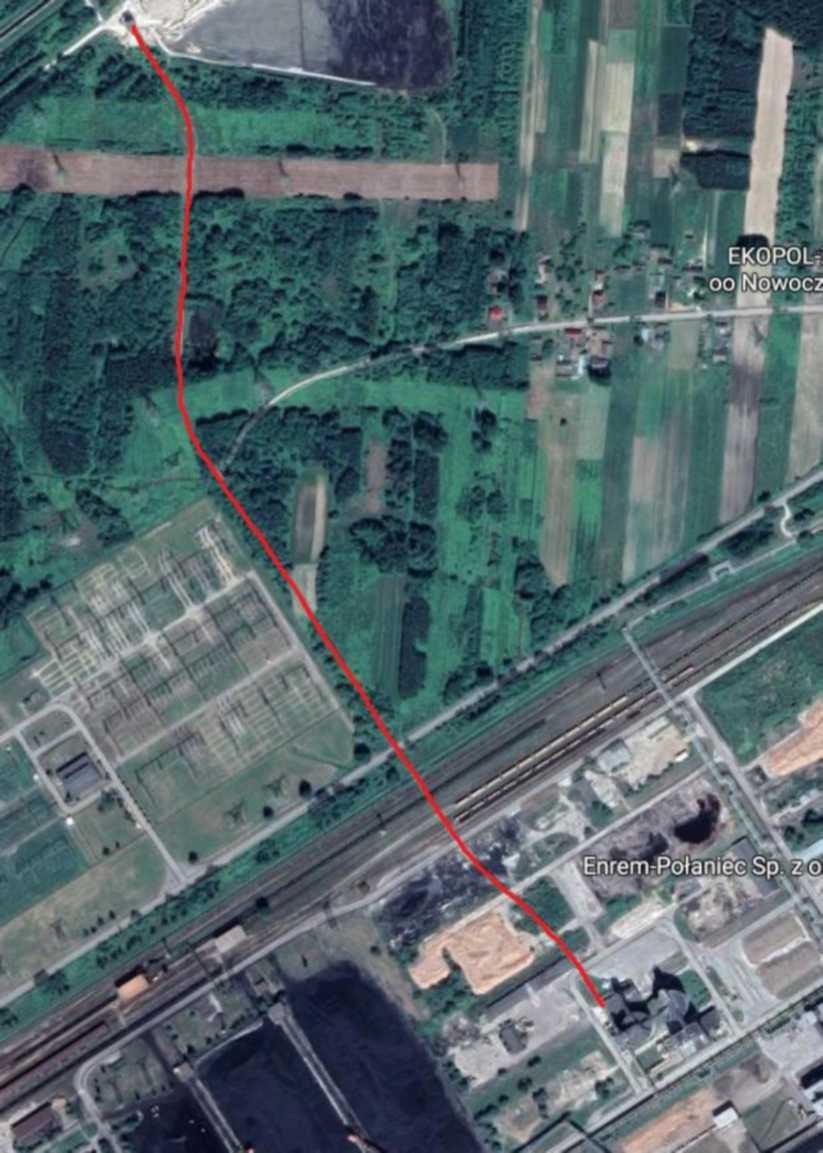 EKOPOL-
oo Nowocz
Enrem-Połaniec Sp. z o